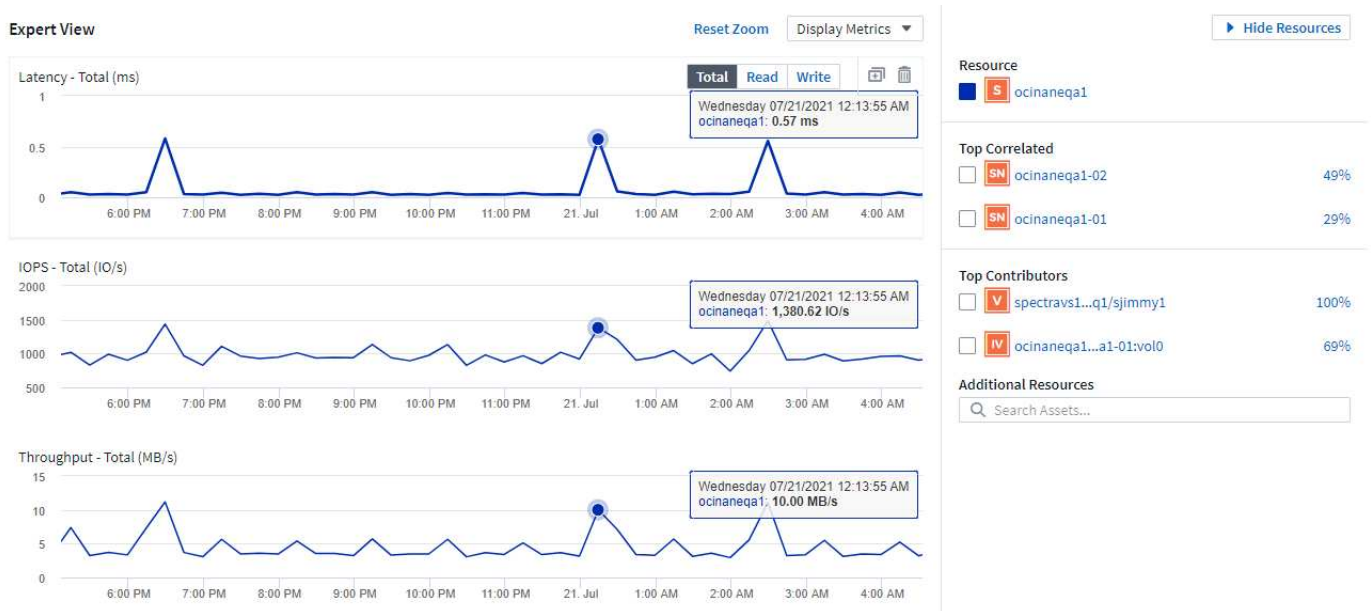 Expert View
Reset Zoom
Display Metrics
Hide Resources
Latency - Total (ms)
Total Read Write
Wednesday 07/21/2021 12:13:55 AM
ocinaneqa1: 0.57 ms
1
0.5
0
6:00 PM 7:00 PM 8:00 PM 9:00 PM 10:00 PM 11:00 PM 21. Jul 1:00 AM 2:00 AM 3:00 AM 4:00 AM
IOPS - Total (IO/s)
Wednesday 07/21/2021 12:13:55 AM
ocinaneqa1: 1,380.62 IO/s
2000
1500
1000
500
6:00 PM 7:00 PM 8:00 PM 9:00 PM 10:00 PM 11:00 PM 21. Jul 1:00 AM 2:00 AM 3:00 AM 4:00 AM
Throughput - Total (MB/s)
Wednesday 07/21/2021 12:13:55 AM
ocinaneqa1: 10.00 MB/s
15
10
5
0
6:00 PM 7:00 PM 8:00 PM 9:00 PM 10:00 PM 11:00 PM 21. Jul 1:00 AM 2:00 AM 3:00 AM 4:00 AM
Resource
S ocinaneqa1
Top Correlated
SN ocinaneqa1-02 49%
SN ocinaneqa1-01 29%
Top Contributors
V spectravs1...q1/sjimmy1 100%
IV ocinaneqa1...a1-01:vol0 69%
Additional Resources
Search Assets...